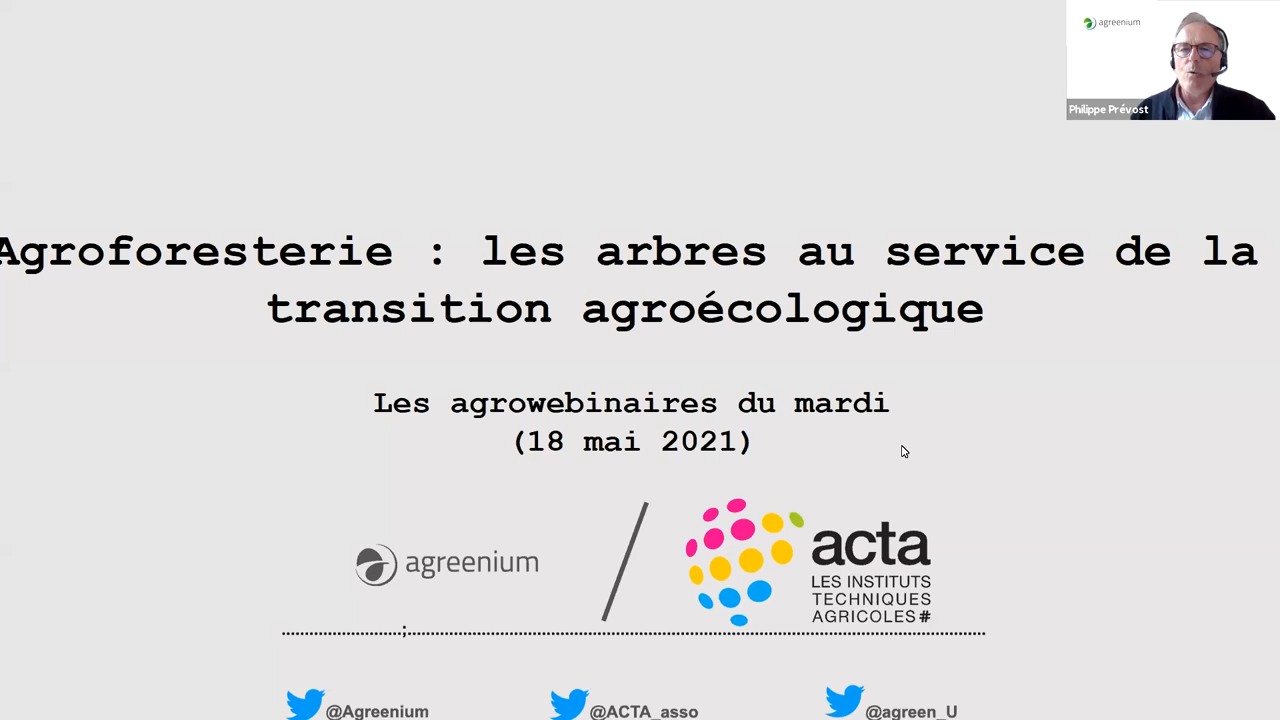 agreenium
Philippe Prévost
Agroforesterie : les arbres au service de la
transition agroécologique
Les agrowebinaires du mardi
(18 mai 2021)
agreenium
acta
LES INSTITUTS
TECHNIQUES
AGRICOLES#
;
@Agreenium
@ACTA_asso
@agreen_U